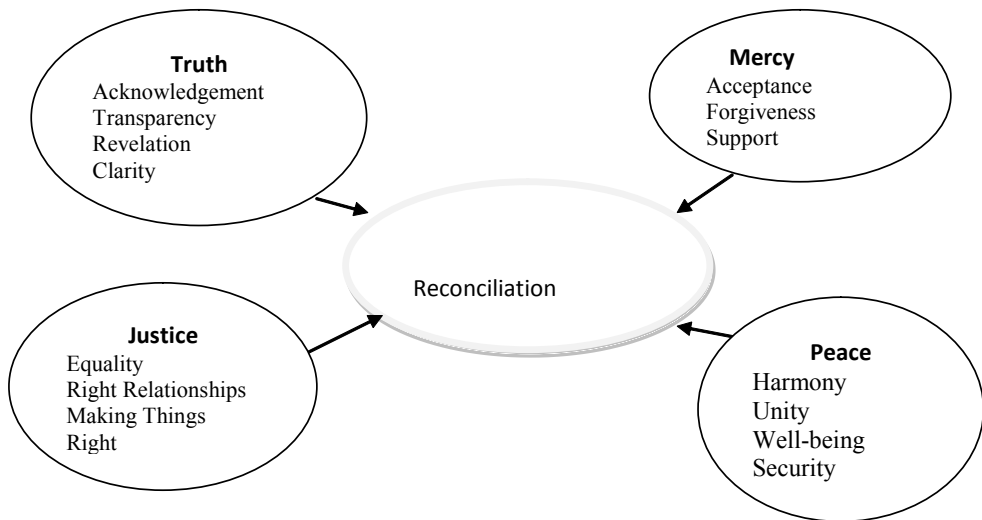 Truth
Acknowledgement
Transparency
Revelation
Clarity
Mercy
Acceptance
Forgiveness
Support
Reconciliation
Justice
Equality
Right Relationships
Making Things
Right
Peace
Harmony
Unity
Well-being
Security